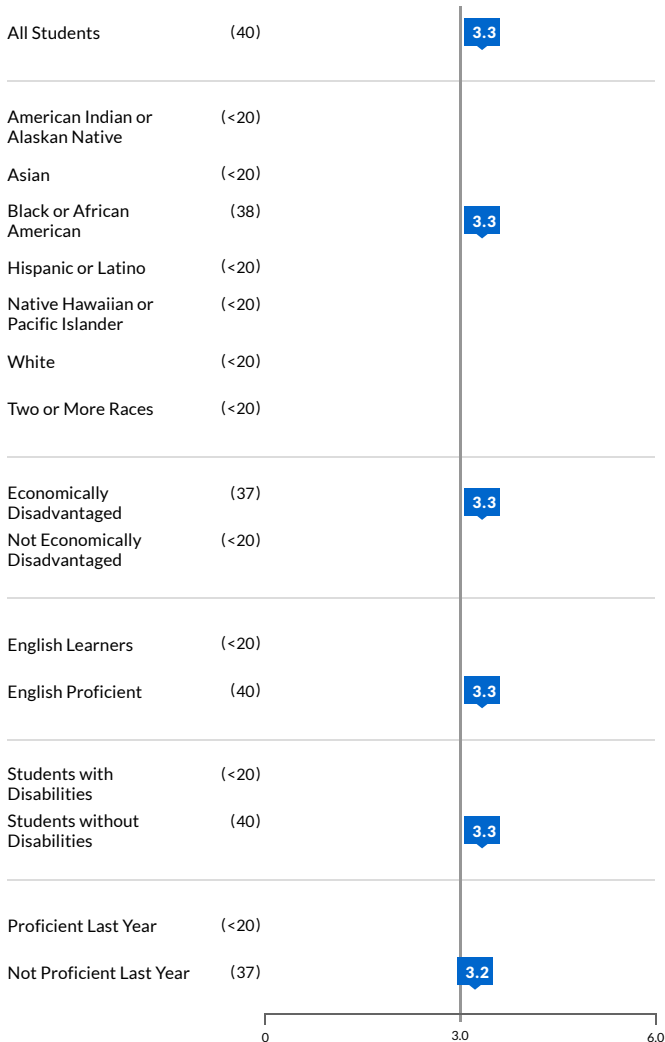 All Students (40) 3.3
American Indian or (<20)
Alaskan Native
Asian (<20)
Black or African (38) 3.3
American
Hispanic or Latino (<20)
Native Hawaiian or (<20)
Pacific Islander
White (<20)
Two or More Races (<20)
Economically (37) 3.3
Disadvantaged
Not Economically (<20)
Disadvantaged
English Learners (<20)
English Proficient (40) 3.3
Students with (<20)
Disabilities
Students without (40) 3.3
Disabilities
Proficient Last Year (<20)
Not Proficient Last Year (37) 3.2
0 3.0 6.0